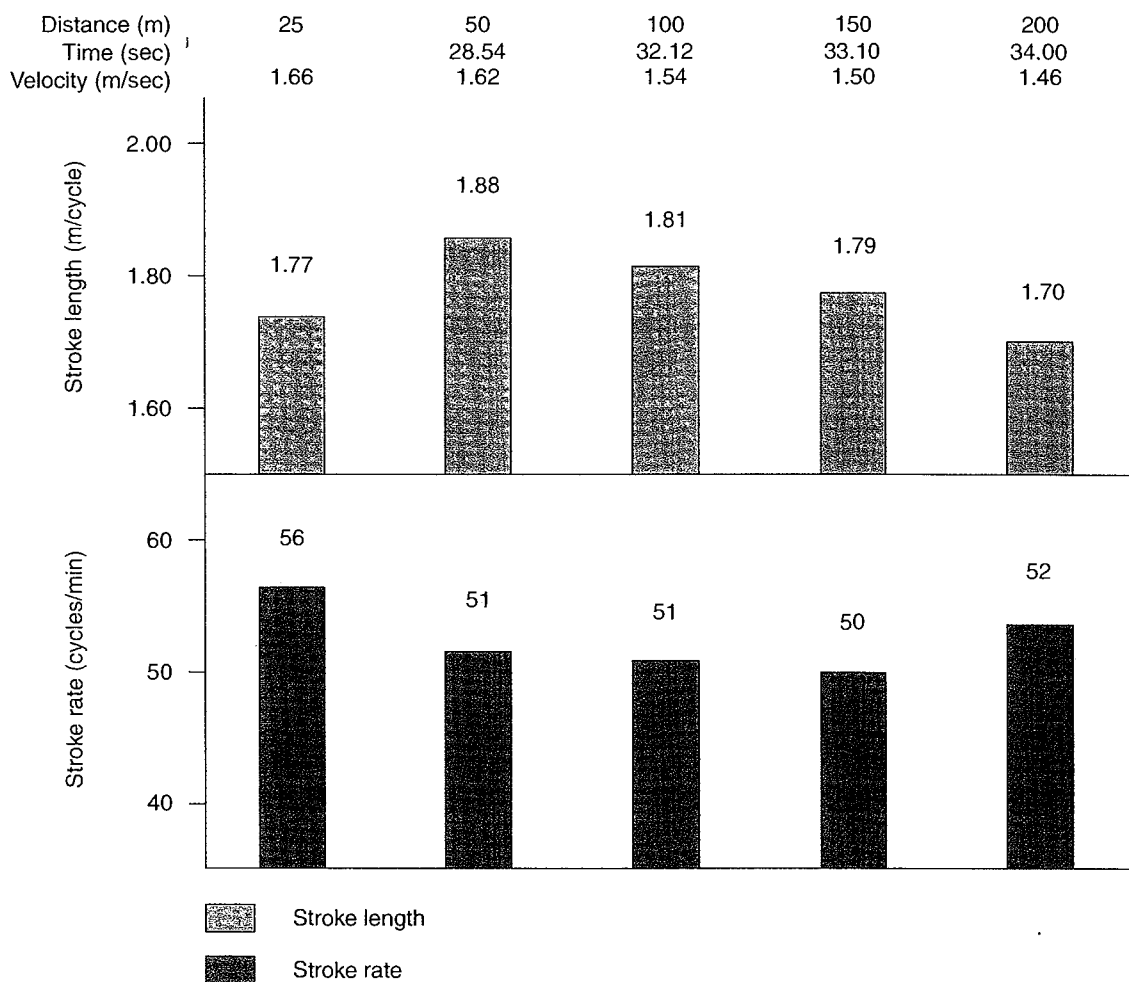 Distance (m) 25 50 100 150 200
Time (sec) 28.54 32.12 33.10 34.00
Velocity (m/sec) 1.66 1.62 1.54 1.50 1.46
Stroke length (m/cycle)
2.00
1.80
1.60
1.77 1.88 1.81 1.79 1.70
Stroke rate (cycles/min)
60
50
40
56 51 51 50 52
Stroke length
Stroke rate